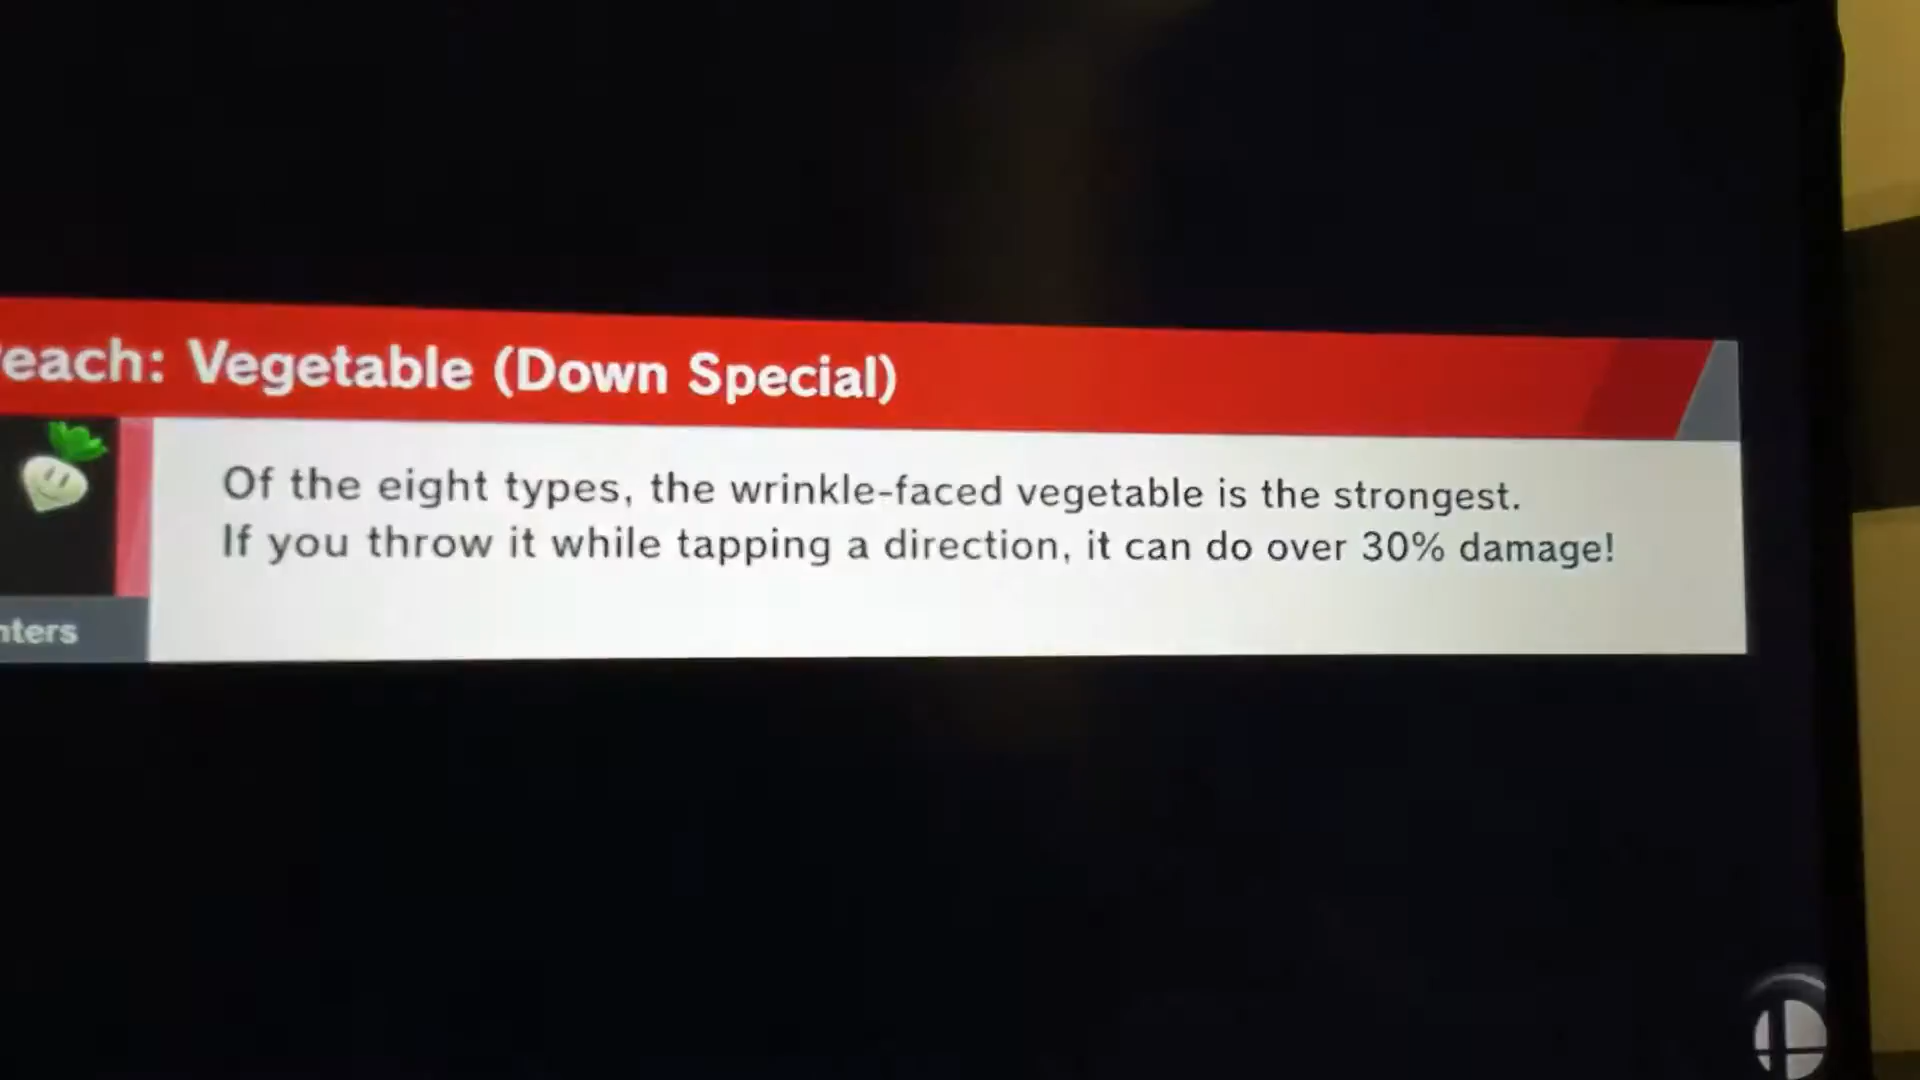 each: Vegetable (Down Special)
Of the eight types, the wrinkle-faced vegetable is the strongest.
If you throw it while tapping a direction, it can do over 30% damage!
nters